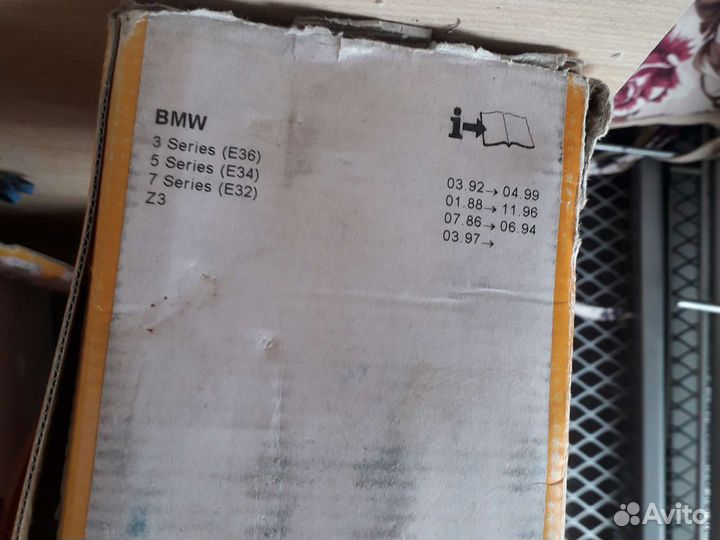 BMW
3 Series (E36) 03.92→04.99
5 Series (E34) 01.88→11.96
7 Series (E32) 07.86→06.94
Z3 03.97→
i→
Avito